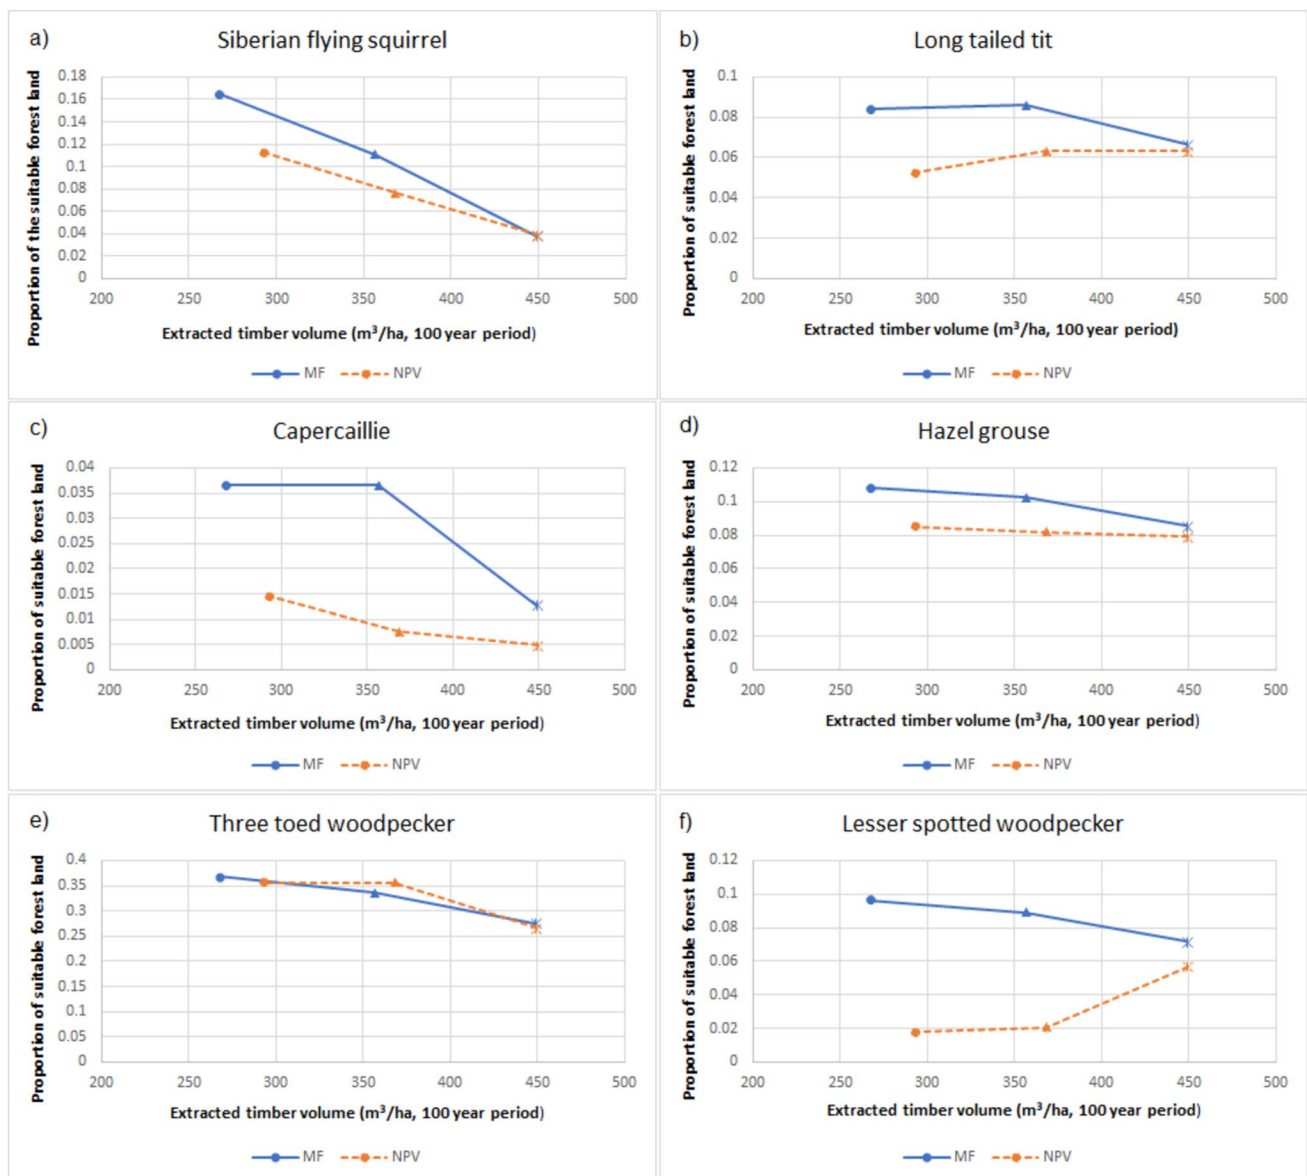 a)
Siberian flying squirrel
Proportion of the suitable forest land
0.18
0.16
0.14
0.12
0.1
0.08
0.06
0.04
0.02
0
200 250 300 350 400 450 500
Extracted timber volume (m³/ha, 100 year period)
MF NPV
b)
Long tailed tit
Proportion of suitable forest land
0.1
0.08
0.06
0.04
0.02
0
200 250 300 350 400 450 500
Extracted timber volume (m³/ha, 100 year period)
MF NPV
c)
Capercaillie
Proportion of suitable forest land
0.04
0.035
0.03
0.025
0.02
0.015
0.01
0.005
0
200 250 300 350 400 450 500
Extracted timber volume (m³/ha, 100 year period)
MF NPV
d)
Hazel grouse
Proportion of suitable forest land
0.12
0.1
0.08
0.06
0.04
0.02
0
200 250 300 350 400 450 500
Extracted timber volume (m³/ha, 100 year period)
MF NPV
e)
Three toed woodpecker
Proportion of suitable forest land
0.4
0.35
0.3
0.25
0.2
0.15
0.1
0.05
0
200 250 300 350 400 450 500
Extracted timber volume (m³/ha, 100 year period)
MF NPV
f)
Lesser spotted woodpecker
Proportion of suitable forest land
0.12
0.1
0.08
0.06
0.04
0.02
0
200 250 300 350 400 450 500
Extracted timber volume (m³/ha, 100 year period)
MF NPV